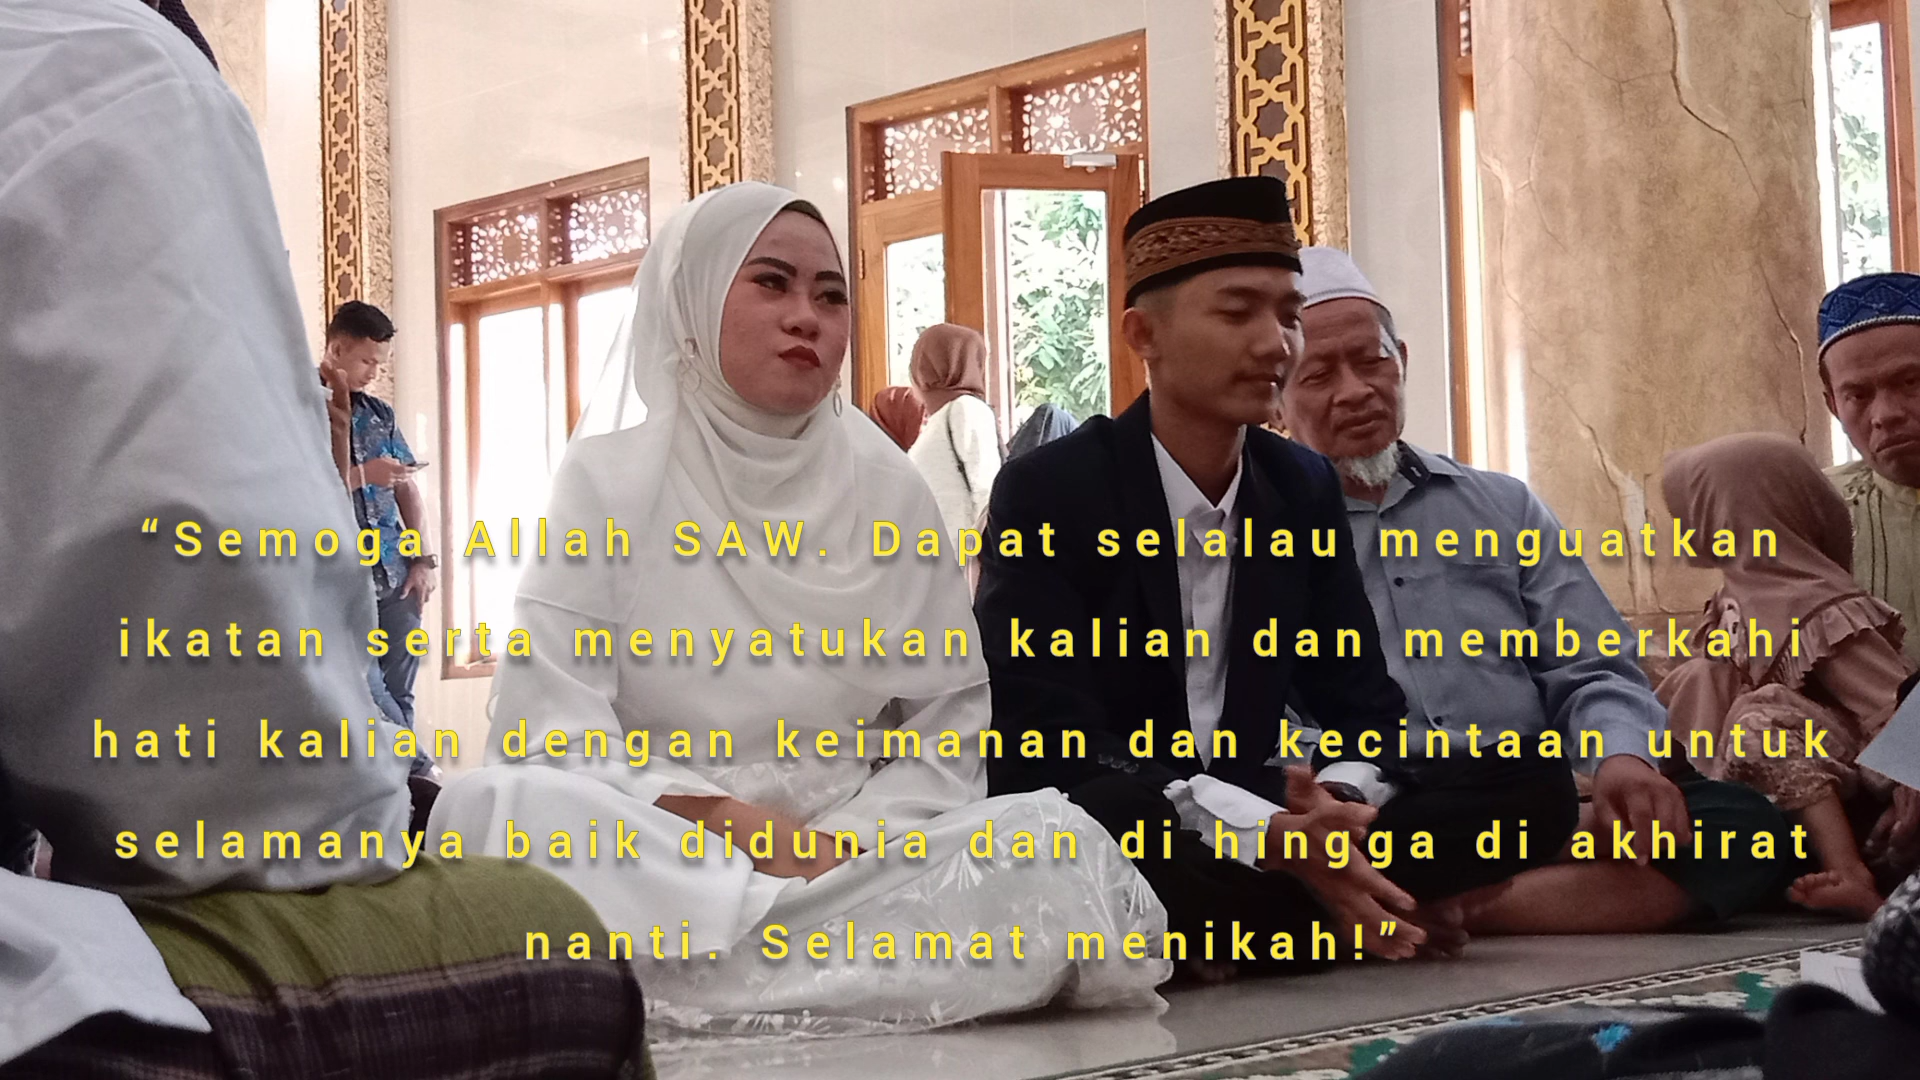 “Semoga Allah SAW. Dapat selalau menguatkan
ikatan serta menyatukan kalian dan memberkahi
hati kalian dengan keimanan dan kecintaan untuk
selamanya baik didunia dan di hingga di akhirat
nanti. Selamat menikah!”